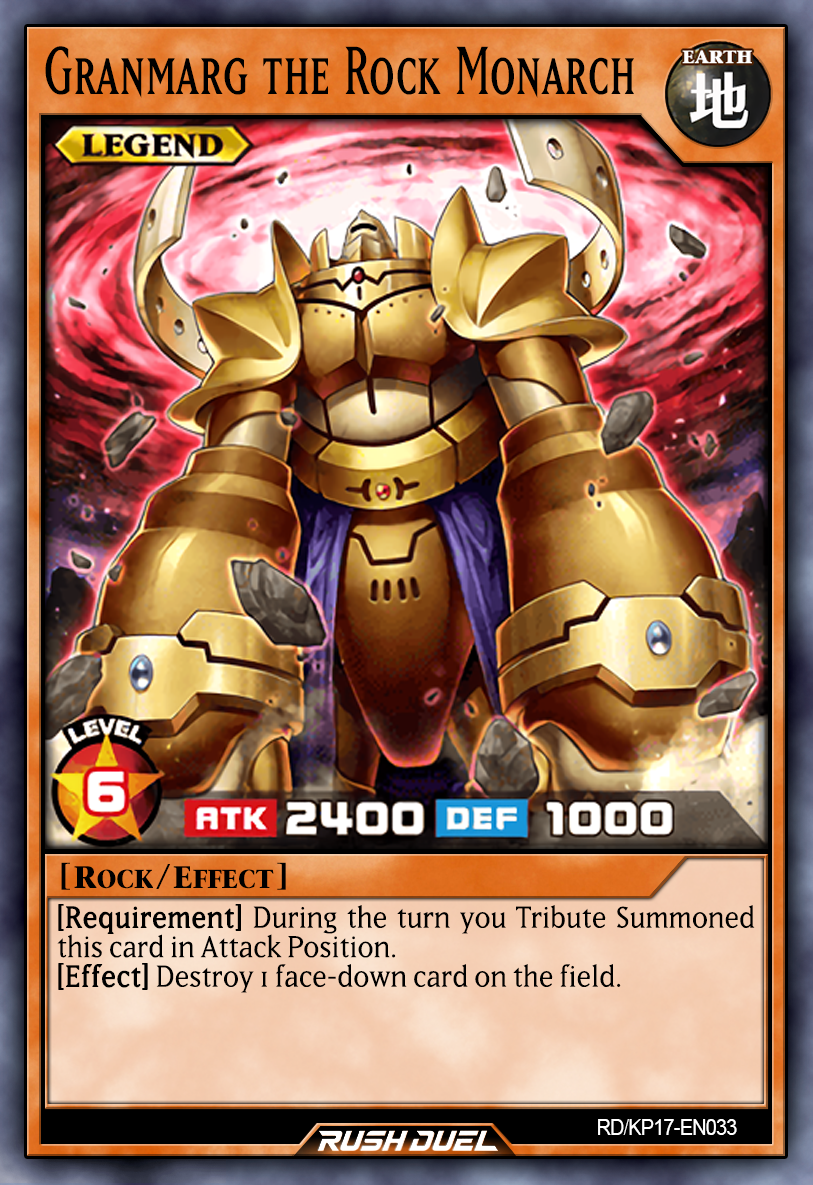 Granmarg the Rock Monarch
EARTH
地
LEGEND
LEVEL
6
ATK 2400 DEF 1000
[Rock/Effect]
[Requirement] During the turn you Tribute Summoned
this card in Attack Position.
[Effect] Destroy 1 face-down card on the field.
RD/KP17-EN033
RUSH DUEL